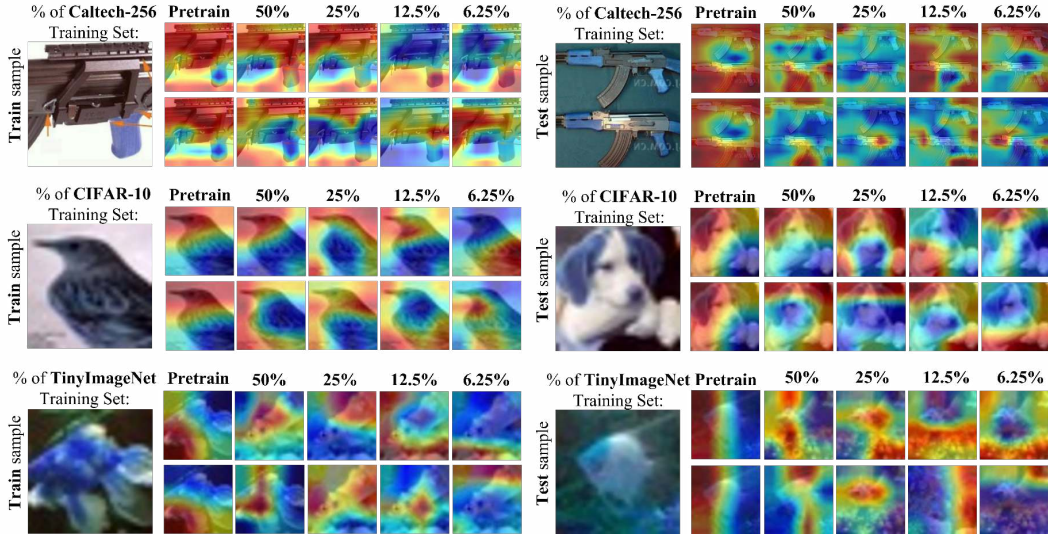 % of Caltech-256
Training Set:
Pretrain 50% 25% 12.5% 6.25%
Train sample
% of Caltech-256
Training Set:
Pretrain 50% 25% 12.5% 6.25%
Test sample
% of CIFAR-10
Training Set:
Pretrain 50% 25% 12.5% 6.25%
Train sample
% of CIFAR-10
Training Set:
Pretrain 50% 25% 12.5% 6.25%
Test sample
% of TinyImageNet
Training Set:
Pretrain 50% 25% 12.5% 6.25%
Train sample
% of TinyImageNet
Training Set:
Pretrain 50% 25% 12.5% 6.25%
Test sample